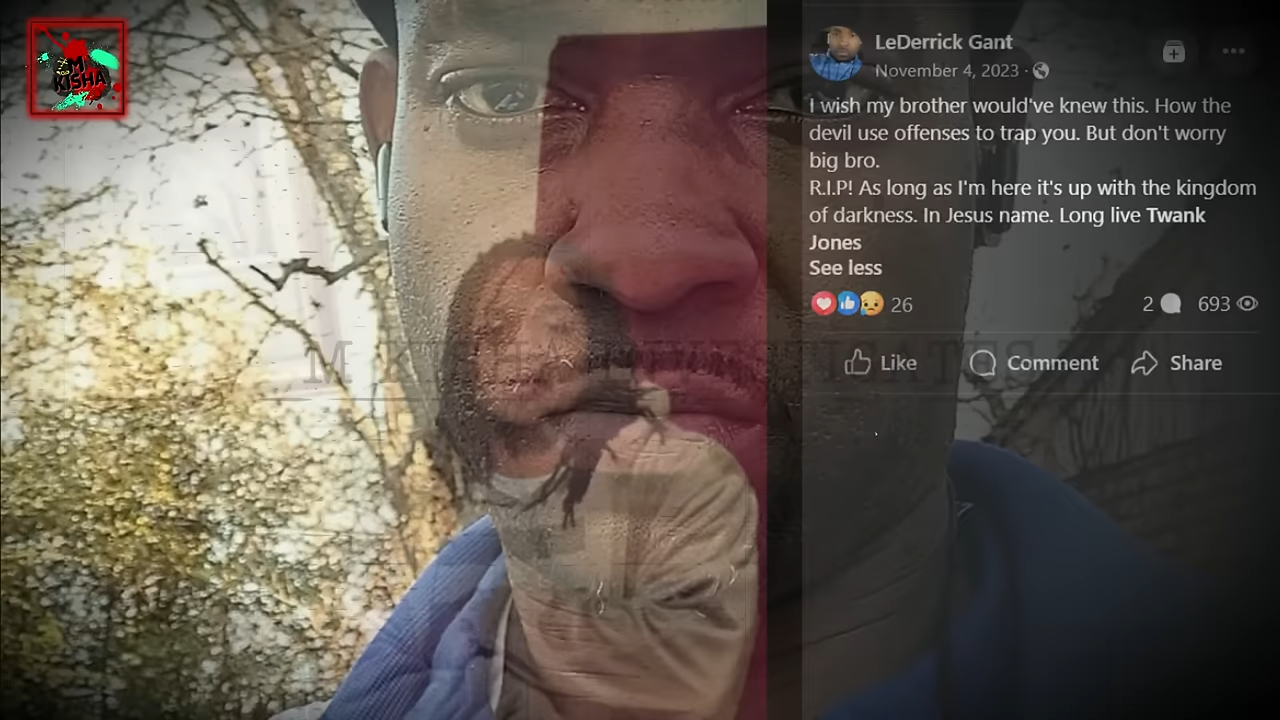 M
KISHA
LeDerrick Gant
November 4, 2023 ·
I wish my brother would've knew this. How the
devil use offenses to trap you. But don't worry
big bro.
R.I.P! As long as I'm here it's up with the kingdom
of darkness. In Jesus name. Long live Twank
Jones
See less
26
2
693
Like
Comment
Share